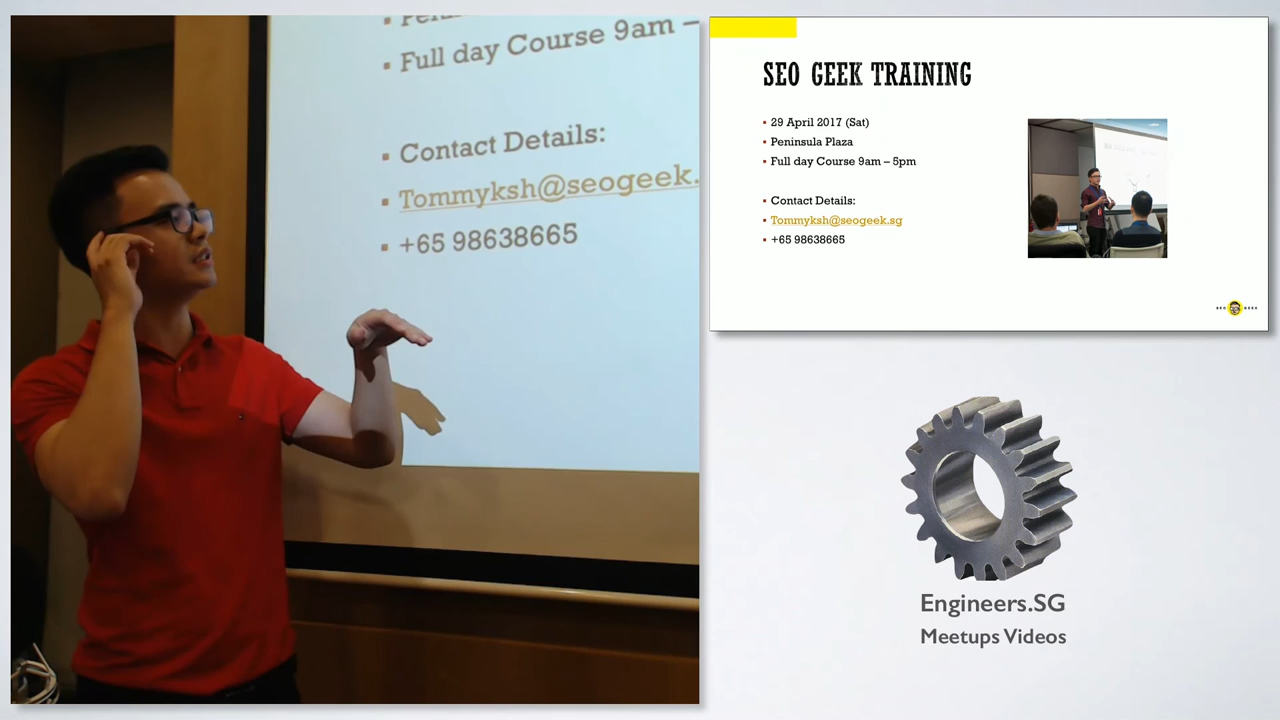 Full day Course 9am –
Contact Details:
Tommyksh@seogeek.
+65 98638665
SEO GEEK TRAINING
29 April 2017 (Sat)
Peninsula Plaza
Full day Course 9am – 5pm
Contact Details:
Tommyksh@seogeek.sg
+65 98638665
Engineers.SG
Meetups Videos